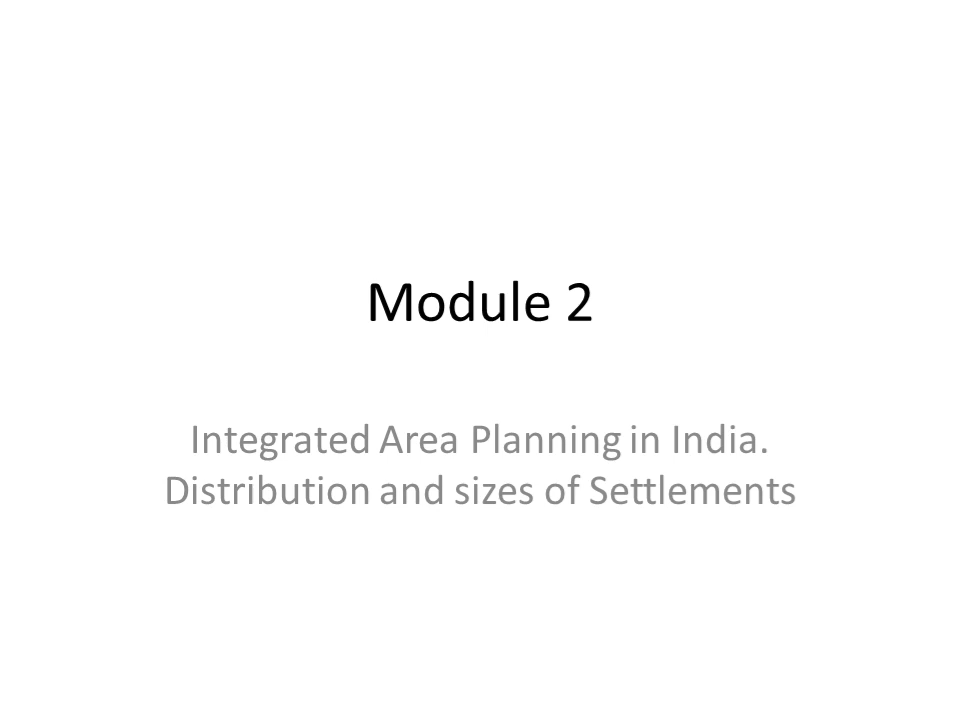 Module 2
Integrated Area Planning in India.
Distribution and sizes of Settlements